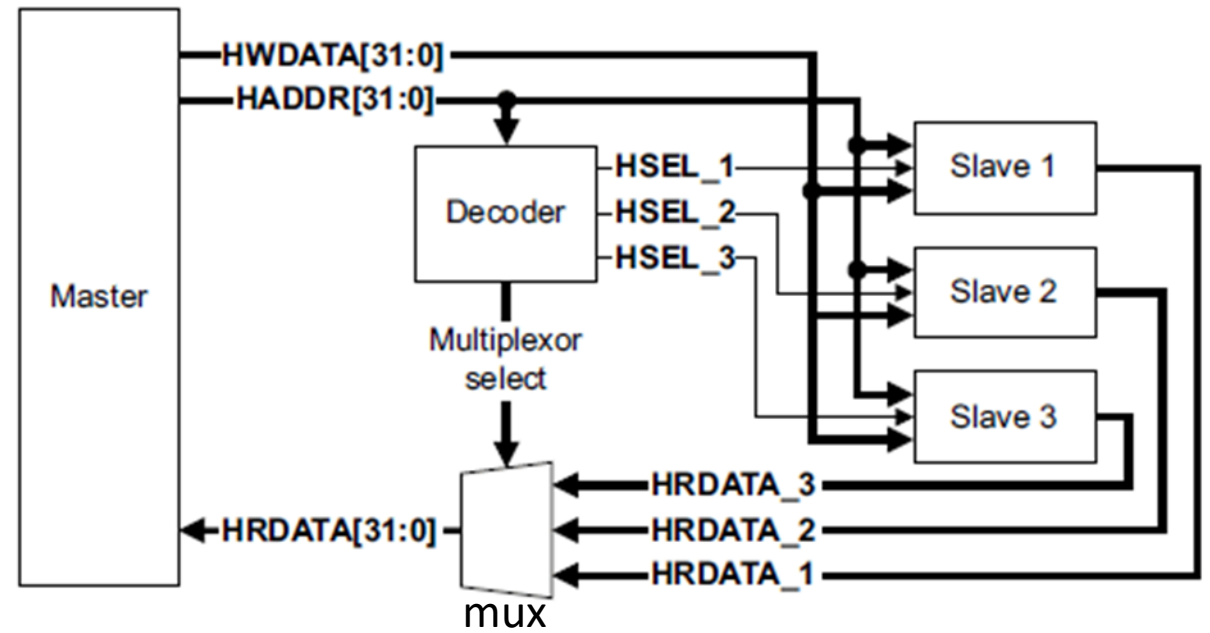 HWDATA[31:0]
HADDR[31:0]
HSEL_1
Slave 1
Decoder
HSEL_2
HSEL_3
Master
Slave 2
Multiplexor
select
Slave 3
HRDATA_3
HRDATA[31:0]
HRDATA_2
HRDATA_1
mux